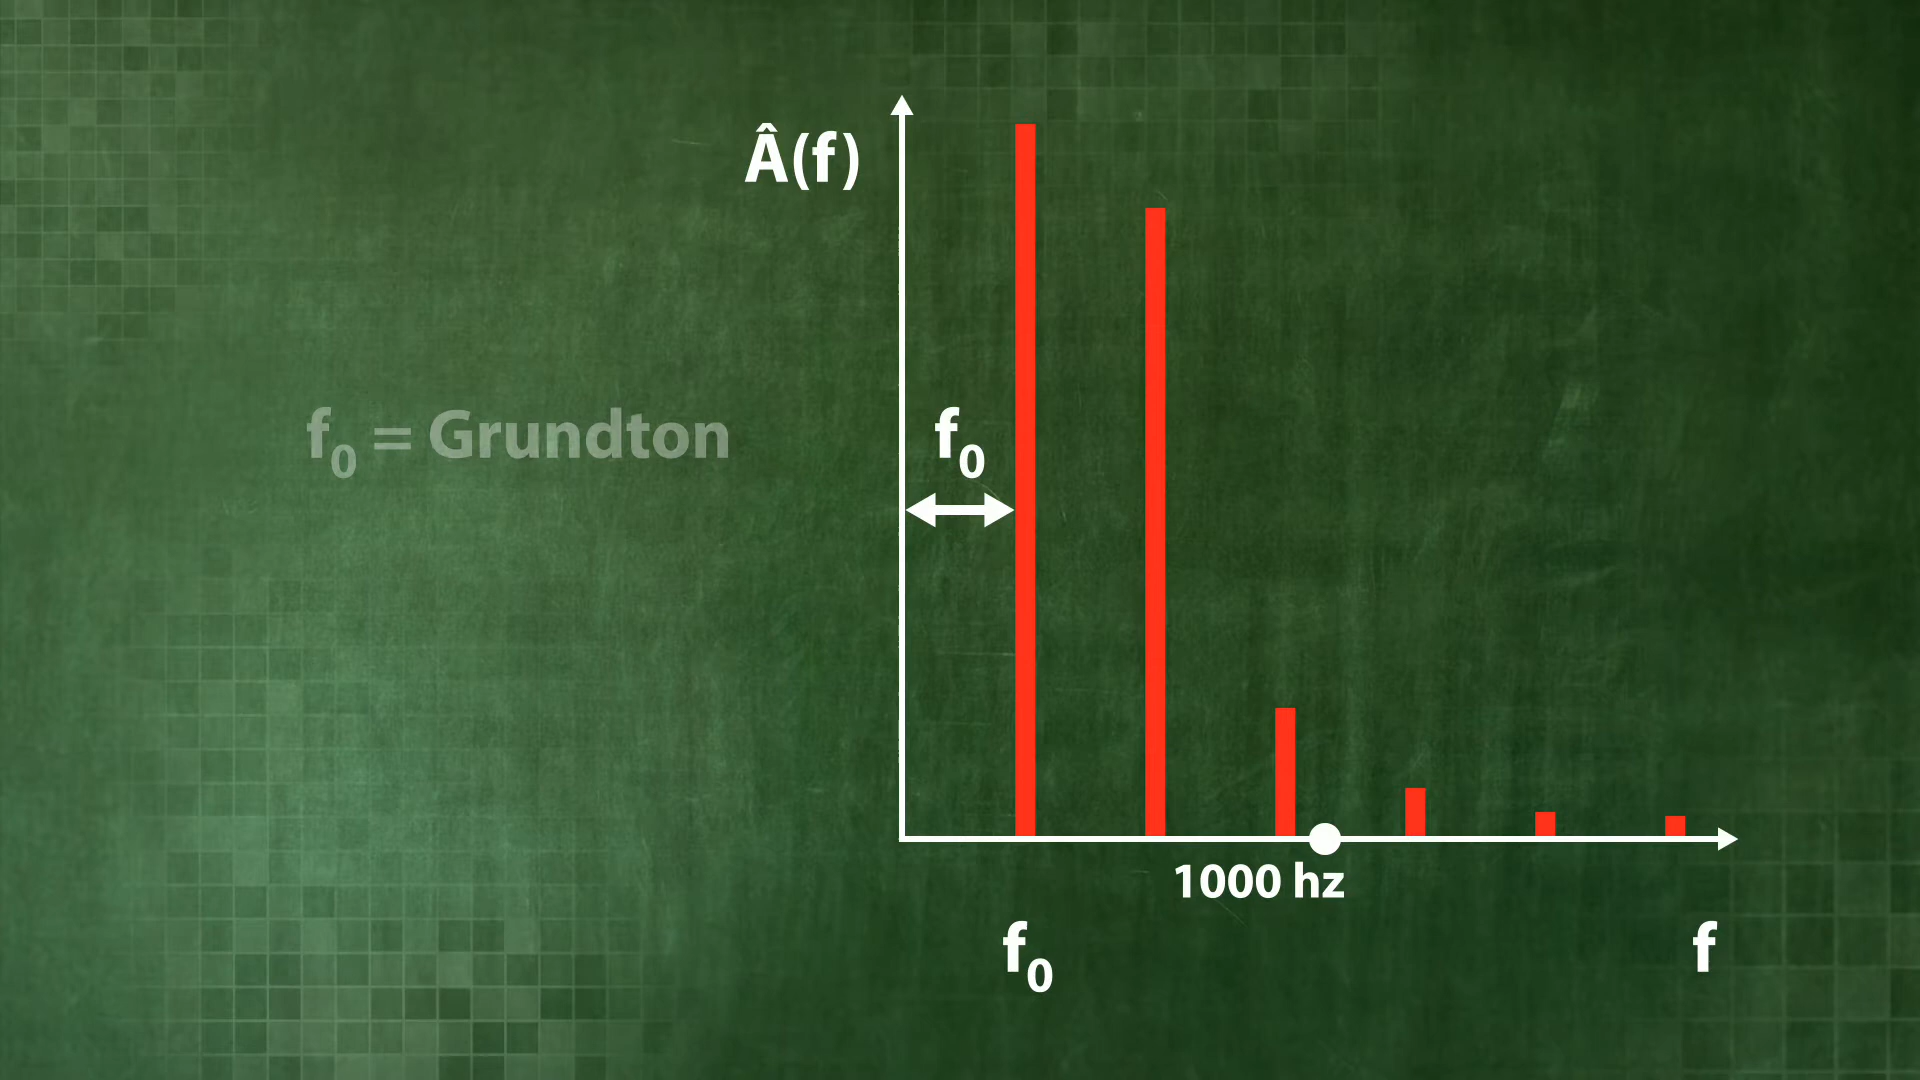 Â(f)
f₀ = Grundton
f₀
1000 hz
f₀
f